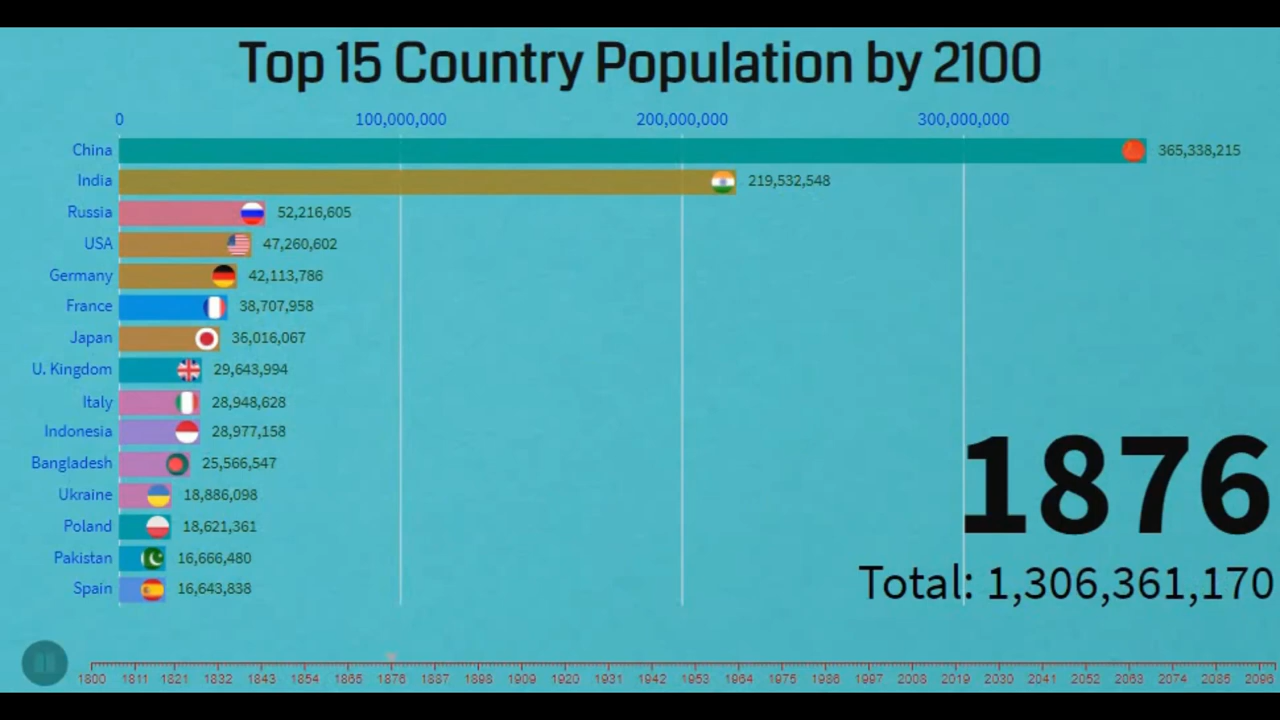 Top 15 Country Population by 2100
0 100,000,000 200,000,000 300,000,000
China 365,338,215
India 219,532,548
Russia 52,216,605
USA 47,260,602
Germany 42,113,786
France 38,707,958
Japan 36,016,067
U. Kingdom 29,643,994
Italy 28,948,628
Indonesia 28,977,158
Bangladesh 25,566,547
Ukraine 18,886,098
Poland 18,621,361
Pakistan 16,666,480
Spain 16,643,838
1876
Total: 1,306,361,170
1800 1811 1821 1832 1843 1854 1865 1876 1887 1898 1909 1920 1931 1942 1953 1964 1975 1986 1997 2008 2019 2030 2041 2052 2063 2074 2085 2096